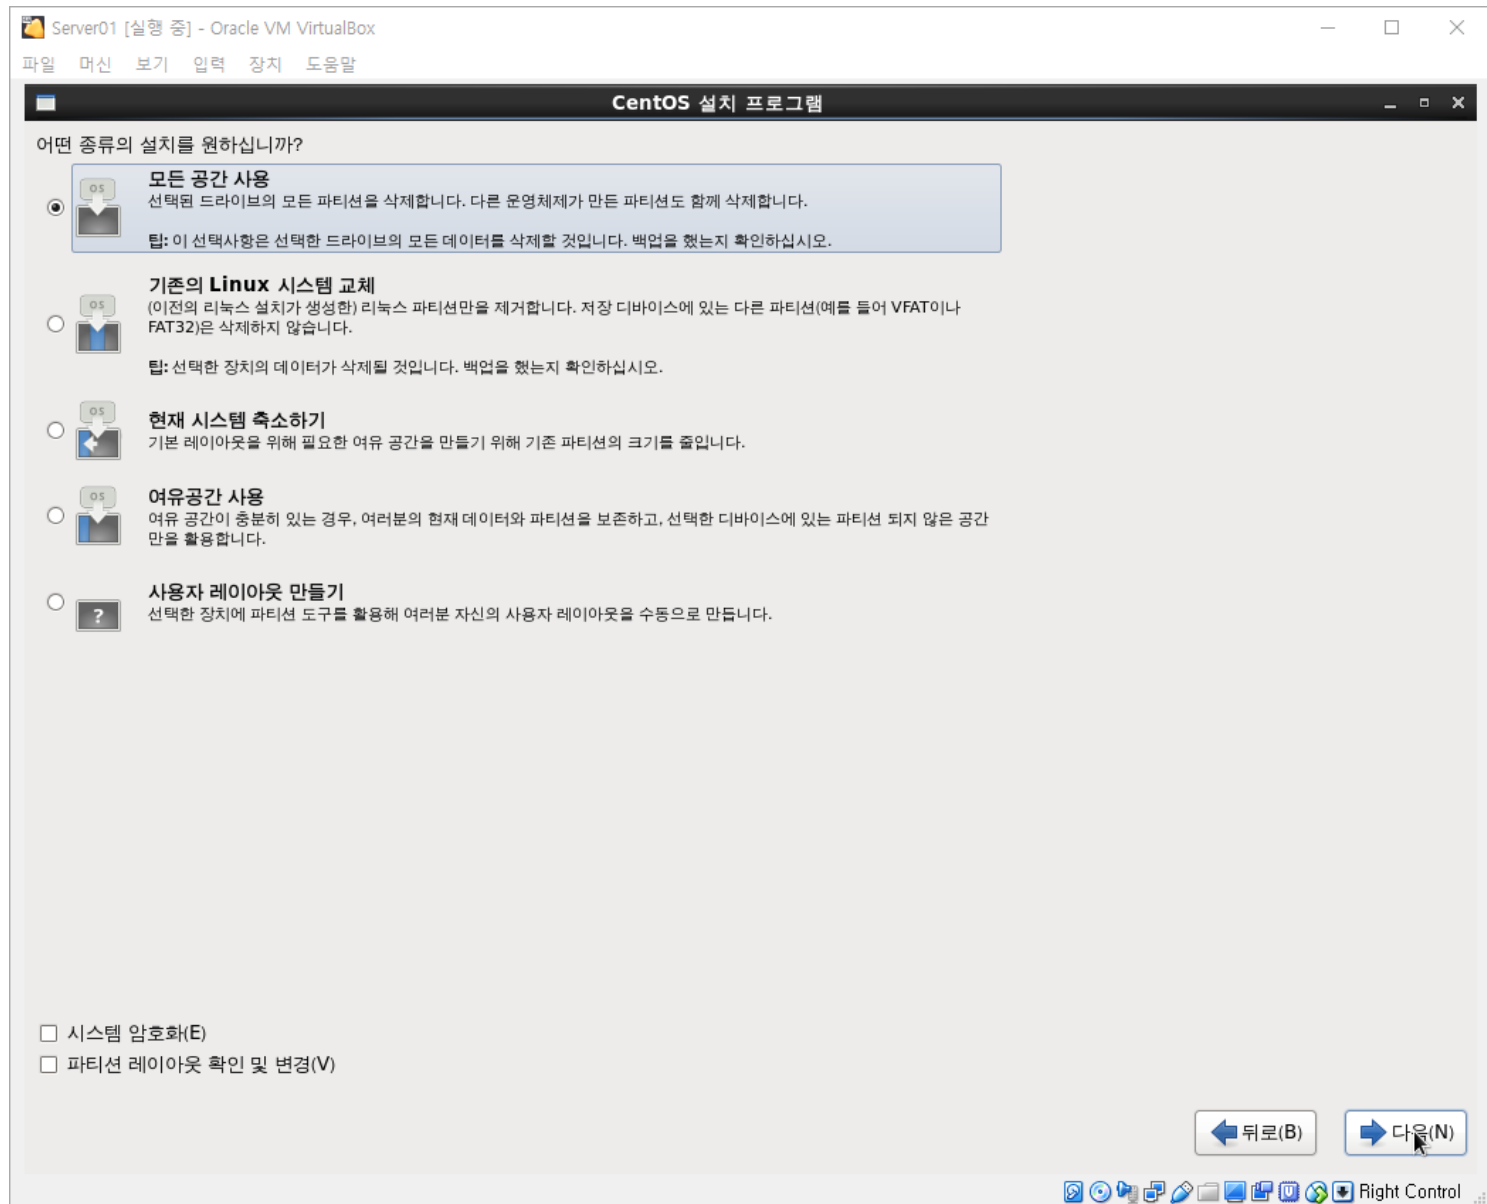 Server01 [실행 중] - Oracle VM VirtualBox
파일 머신 보기 입력 장치 도움말
CentOS 설치 프로그램
어떤 종류의 설치를 원하십니까?
OS
모든 공간 사용
선택된 드라이브의 모든 파티션을 삭제합니다. 다른 운영체제가 만든 파티션도 함께 삭제합니다.
팁: 이 선택사항은 선택한 드라이브의 모든 데이터를 삭제할 것입니다. 백업을 했는지 확인하십시오.
OS
기존의 Linux 시스템 교체
(이전의 리눅스 설치가 생성한) 리눅스 파티션만을 제거합니다. 저장 디바이스에 있는 다른 파티션(예를 들어 VFAT이나
FAT32)은 삭제하지 않습니다.
팁: 선택한 장치의 데이터가 삭제될 것입니다. 백업을 했는지 확인하십시오.
OS
현재 시스템 축소하기
기본 레이아웃을 위해 필요한 여유 공간을 만들기 위해 기존 파티션의 크기를 줄입니다.
OS
여유공간 사용
여유 공간이 충분히 있는 경우, 여러분의 현재 데이터와 파티션을 보존하고, 선택한 디바이스에 있는 파티션 되지 않은 공간
만을 활용합니다.
?
사용자 레이아웃 만들기
선택한 장치에 파티션 도구를 활용해 여러분 자신의 사용자 레이아웃을 수동으로 만듭니다.
시스템 암호화(E)
파티션 레이아웃 확인 및 변경(V)
뒤로(B) 다음(N)
Right Control